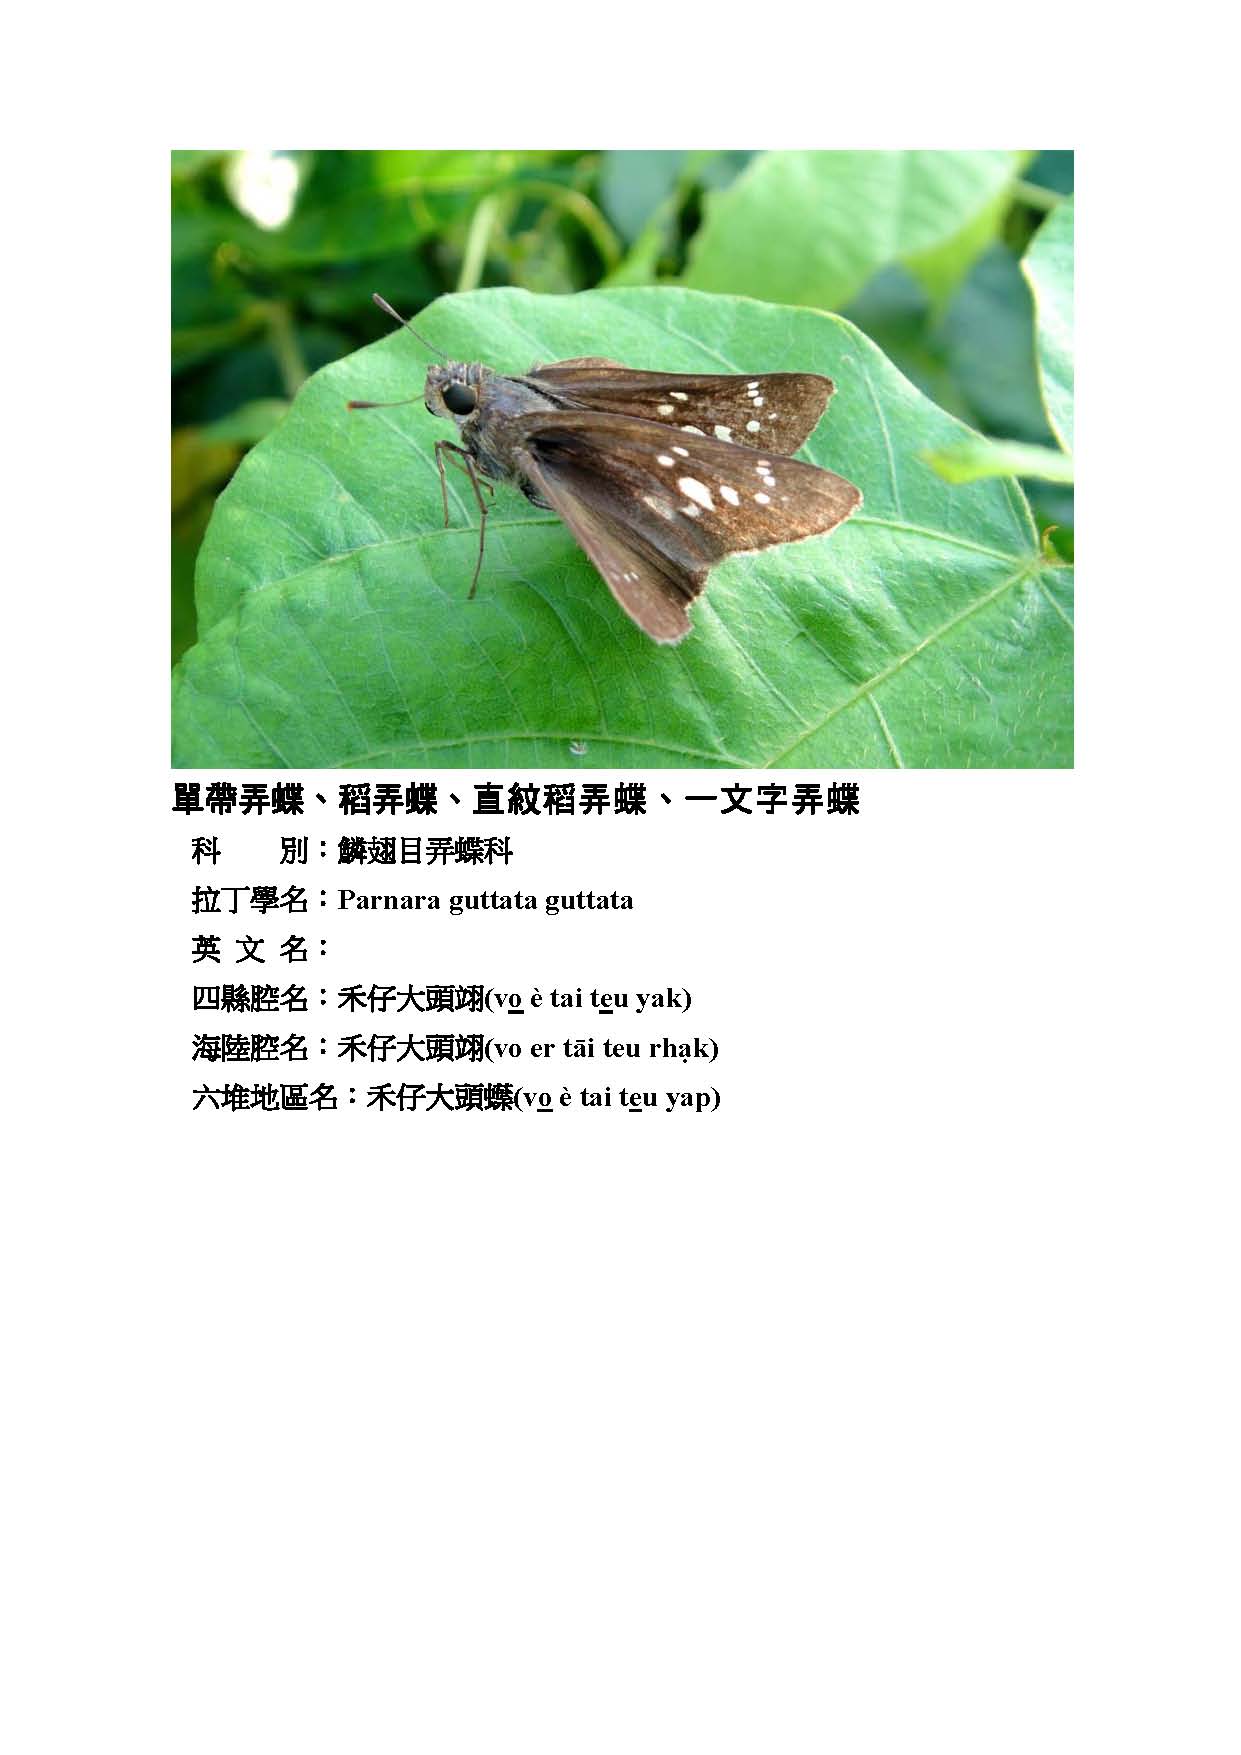 單帶弄蝶、稻弄蝶、直紋稻弄蝶、一文字弄蝶
科　　別：鱗翅目弄蝶科
拉丁學名：Parnara guttata guttata
英 文 名：
四縣腔名：禾仔大頭翊(vo̲ è tai te̲u yak)
海陸腔名：禾仔大頭翊(vo er tāi teu rhạk)
六堆地區名：禾仔大頭蝶(vo̲ è tai te̲u yap)